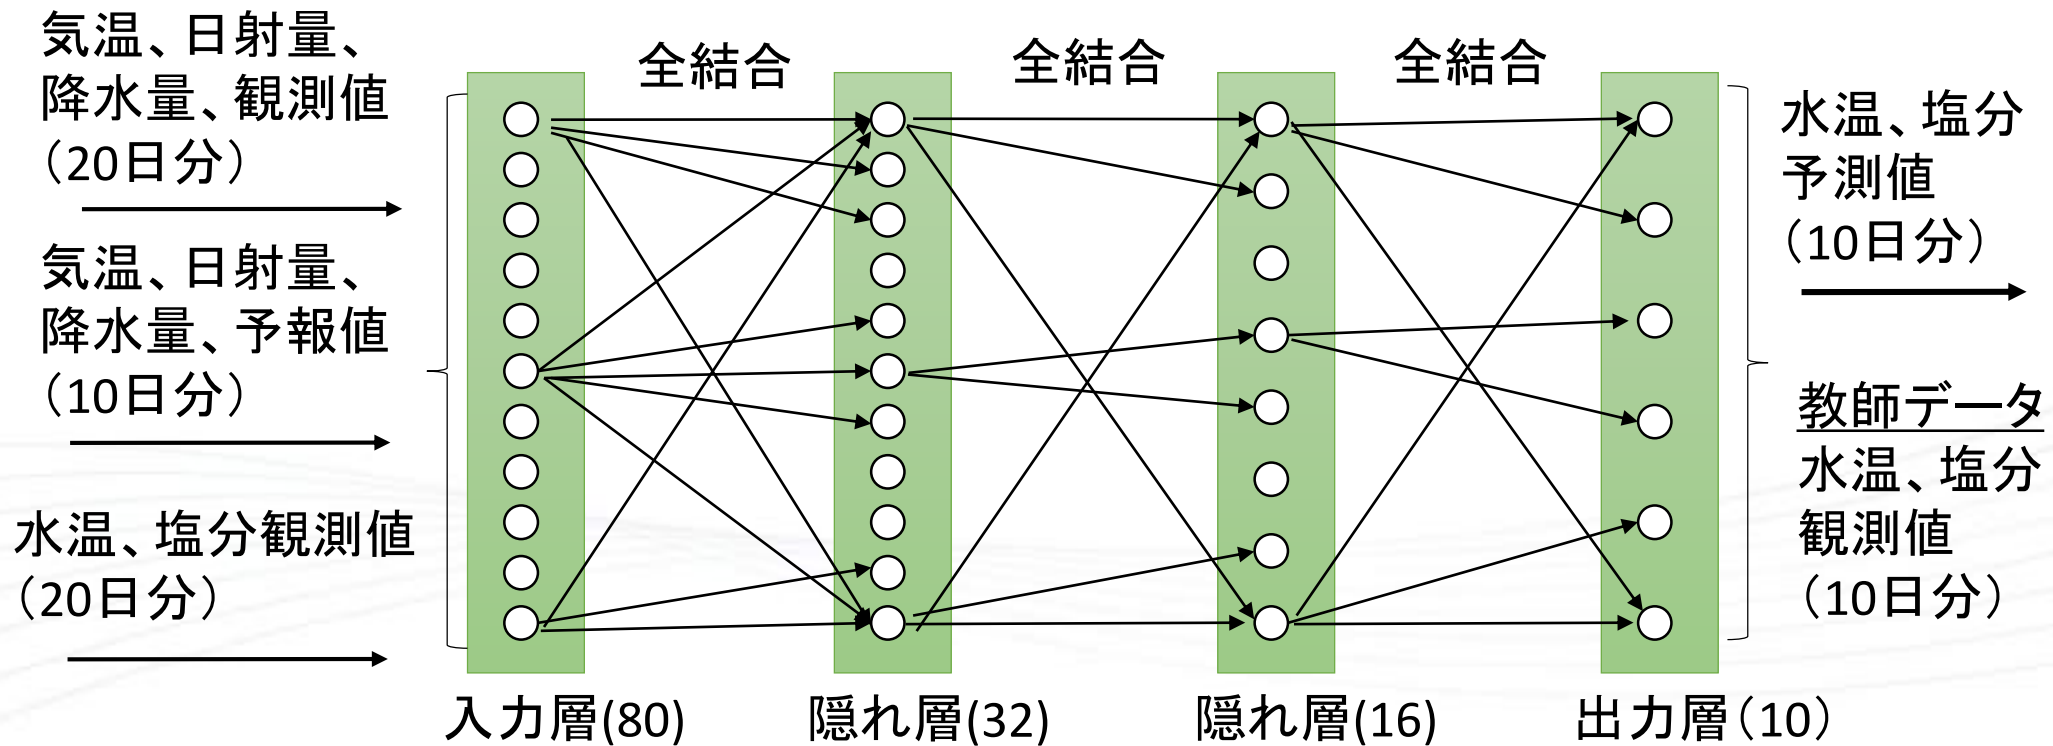 気温、日射量、
降水量、観測値
（20日分）
気温、日射量、
降水量、予報値
（10日分）
水温、塩分観測値
（20日分）
全結合
全結合
全結合
入力層(80)
隠れ層(32)
隠れ層(16)
出力層（10）
水温、塩分
予測値
（10日分）
教師データ
水温、塩分
観測値
（10日分）